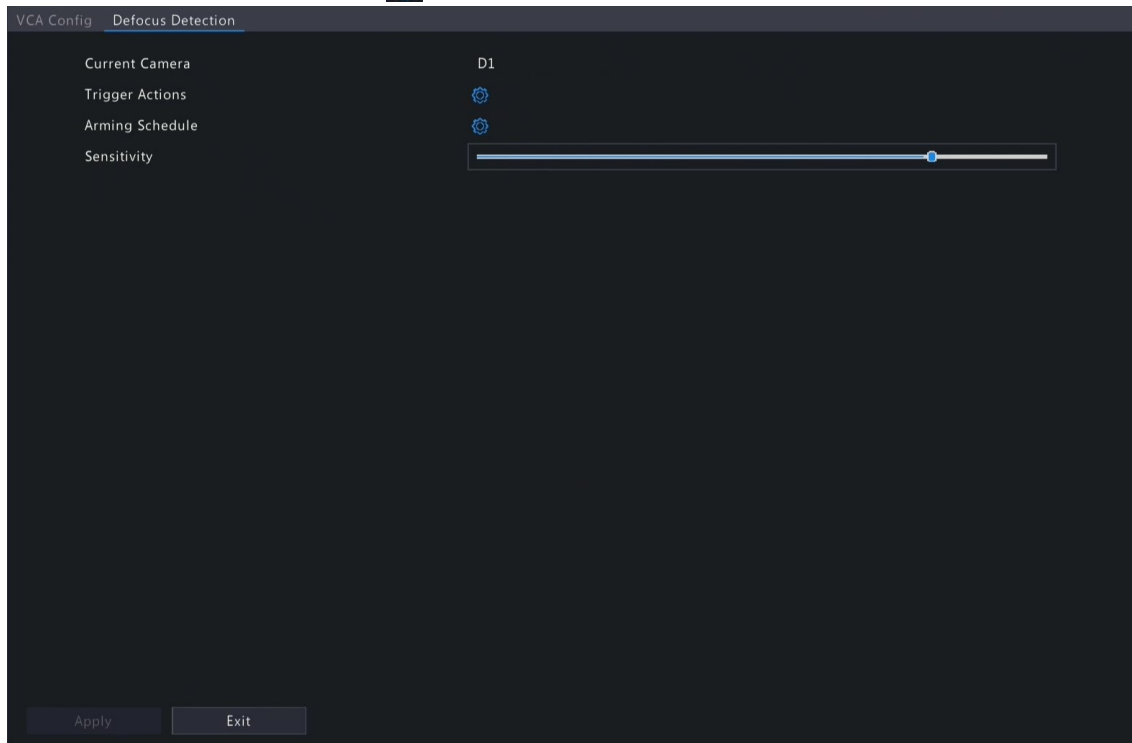 VCA Config Defocus Detection
Current Camera D1
Trigger Actions
Arming Schedule
Sensitivity
Apply Exit